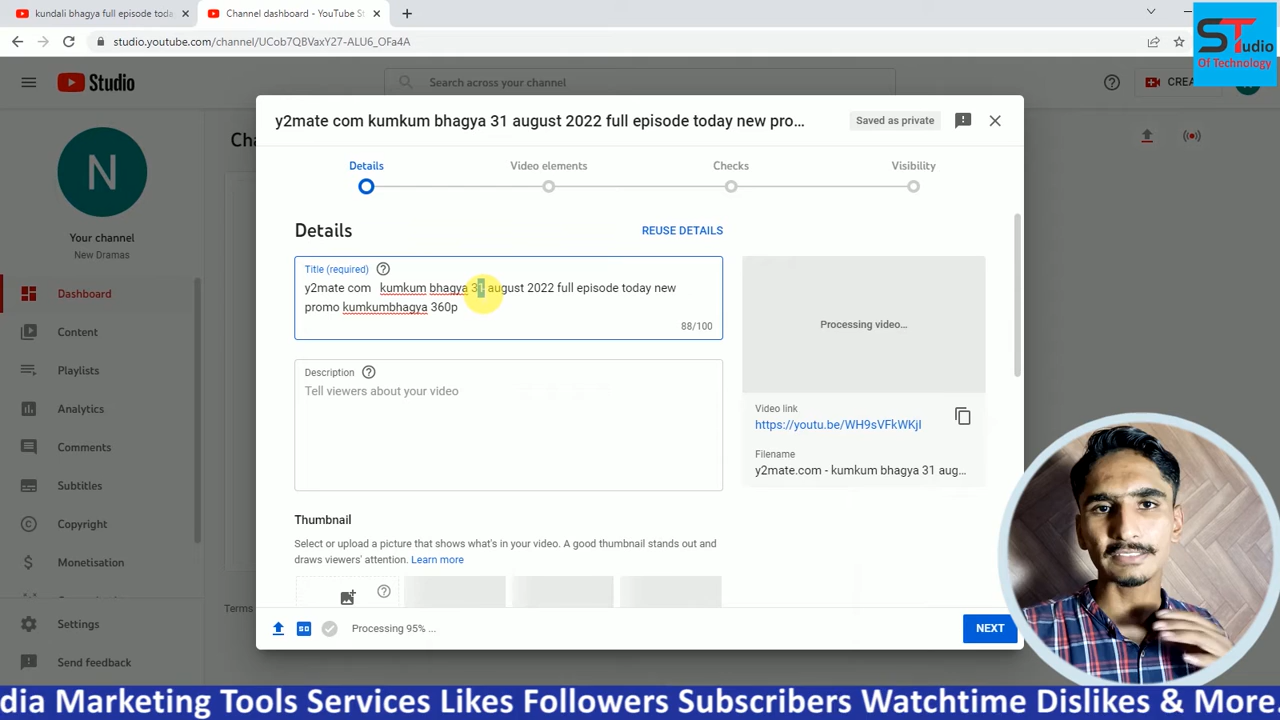 kundali bhagya full episode toda
Channel dashboard - YouTube St
studio.youtube.com/channel/UCob7QBVaxY27-ALU6_OFa4A
STudio
Of Technology
Studio
Search across your channel
CREA
N
Your channel
New Dramas
Dashboard
Content
Playlists
Analytics
Comments
Subtitles
Copyright
Monetisation
Settings
Send feedback
Cha
Terms
y2mate com kumkum bhagya 31 august 2022 full episode today new pro...
Saved as private
Details
Video elements
Checks
Visibility
Details
REUSE DETAILS
Title (required)
y2mate com kumkum bhagya 31 august 2022 full episode today new
promo kumkumbhagya 360p
88/100
Description
Tell viewers about your video
Processing video...
Video link
https://youtu.be/WH9sVFkWKjI
Filename
y2mate.com - kumkum bhagya 31 aug...
Thumbnail
Select or upload a picture that shows what's in your video. A good thumbnail stands out and
draws viewers' attention. Learn more
SD
Processing 95% ...
NEXT
dia Marketing Tools Services Likes Followers Subscribers Watchtime Dislikes & More.